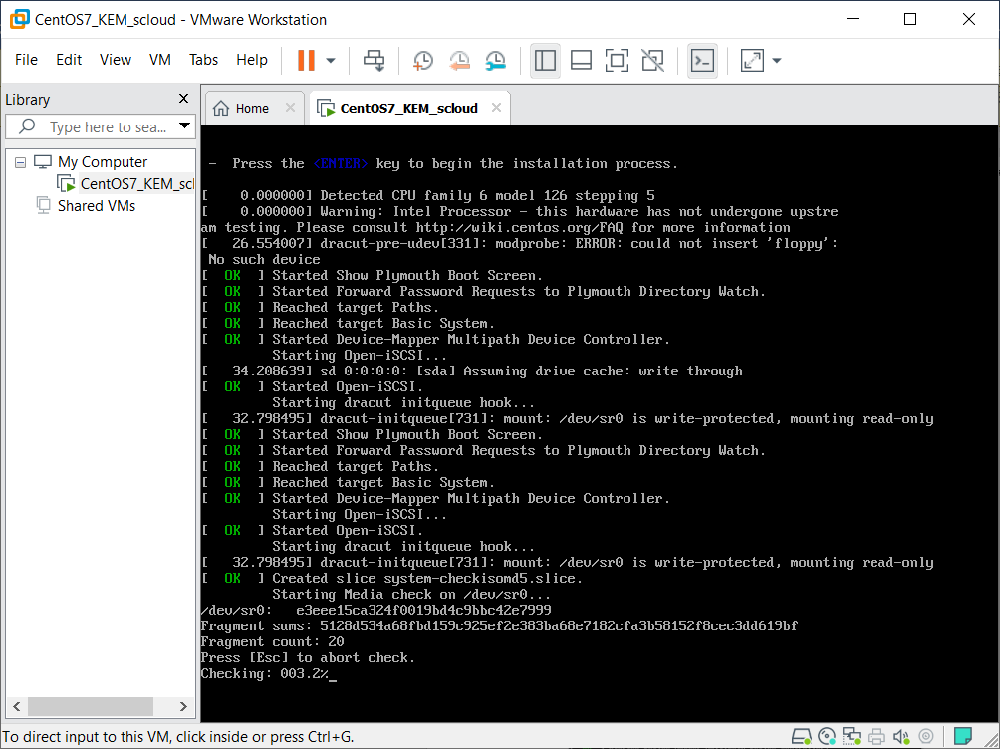 CentOS7_KEM_scloud - VMware Workstation
File Edit View VM Tabs Help
Library
Type here to sea...
Home
CentOS7_KEM_scloud
My Computer
CentOS7_KEM_scl
Shared VMs
- Press the <ENTER> key to begin the installation process.
[    0.000000] Detected CPU family 6 model 126 stepping 5
[    0.000000] Warning: Intel Processor - this hardware has not undergone upstre
am testing. Please consult http://wiki.centos.org/FAQ for more information
[   26.554007] dracut-pre-udev[331]: modprobe: ERROR: could not insert 'floppy':
No such device
[  OK  ] Started Show Plymouth Boot Screen.
[  OK  ] Started Forward Password Requests to Plymouth Directory Watch.
[  OK  ] Reached target Paths.
[  OK  ] Reached target Basic System.
[  OK  ] Started Device-Mapper Multipath Device Controller.
Starting Open-iSCSI...
[   34.208639] sd 0:0:0:0: [sda] Assuming drive cache: write through
[  OK  ] Started Open-iSCSI.
Starting dracut initqueue hook...
[   32.798495] dracut-initqueue[731]: mount: /dev/sr0 is write-protected, mounting read-only
[  OK  ] Started Show Plymouth Boot Screen.
[  OK  ] Started Forward Password Requests to Plymouth Directory Watch.
[  OK  ] Reached target Paths.
[  OK  ] Reached target Basic System.
[  OK  ] Started Device-Mapper Multipath Device Controller.
Starting Open-iSCSI...
[  OK  ] Started Open-iSCSI.
Starting dracut initqueue hook...
[   32.798495] dracut-initqueue[731]: mount: /dev/sr0 is write-protected, mounting read-only
[  OK  ] Created slice system-checkisomd5.slice.
Starting Media check on /dev/sr0...
/dev/sr0:   e3eee15ca324f0019bd4c9bbc42e7999
Fragment sums: 5128d534a68fbd159c925ef2e383ba68e7182cfa3b58152f8cec3dd619bf
Fragment count: 20
Press [Esc] to abort check.
Checking: 003.2%_
To direct input to this VM, click inside or press Ctrl+G.